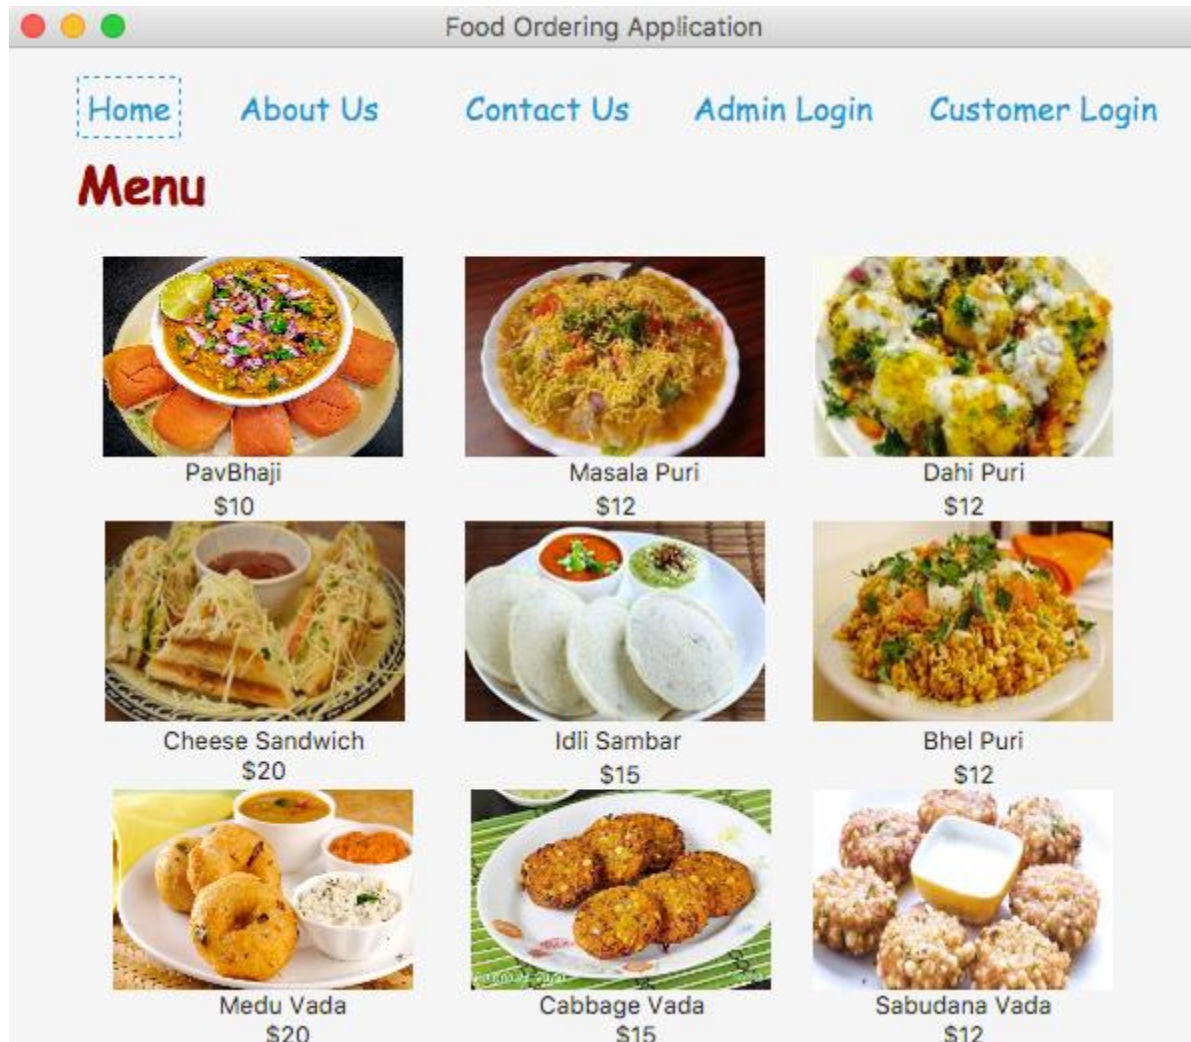 Food Ordering Application
Home About Us Contact Us Admin Login Customer Login
Menu
PavBhaji Masala Puri Dahi Puri
$10 $12 $12
Cheese Sandwich Idli Sambar Bhel Puri
$20 $15 $12
Medu Vada Cabbage Vada Sabudana Vada
$20 $15 $12